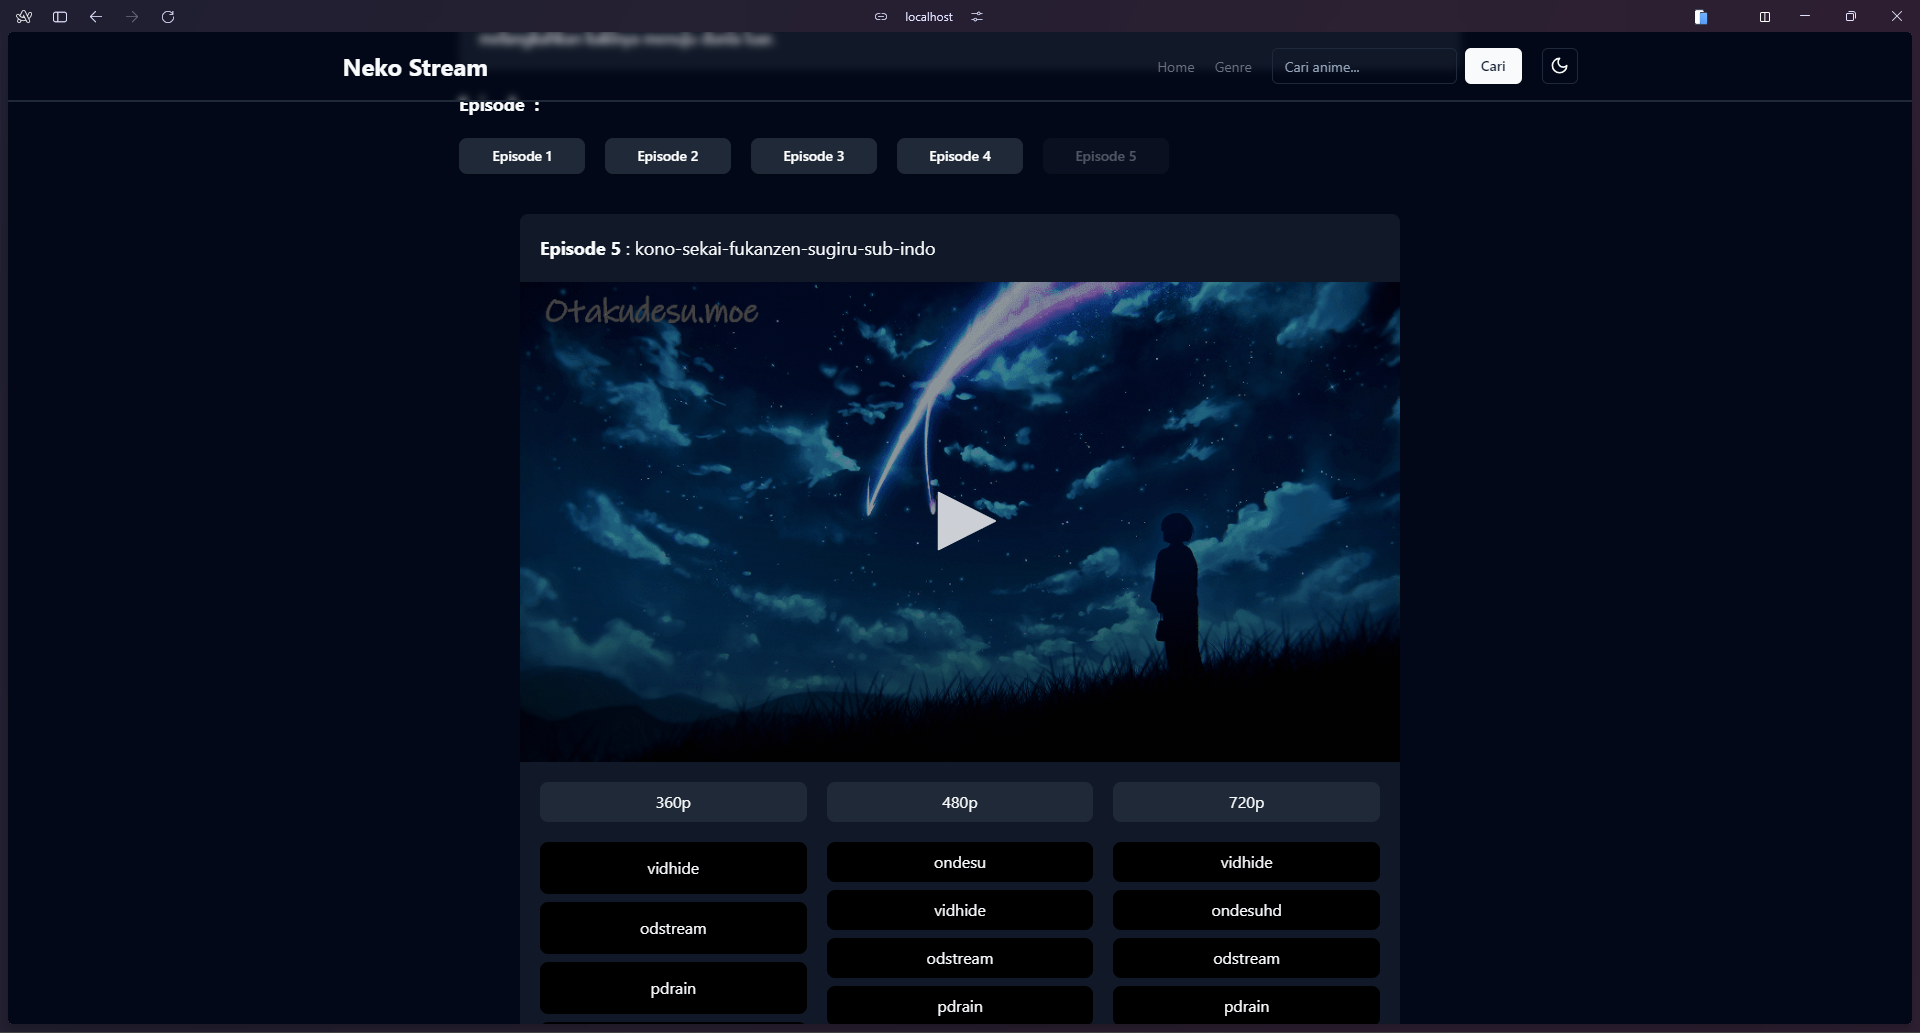 localhost
Neko Stream
Home Genre Cari anime... Cari
Episode :
Episode 1 Episode 2 Episode 3 Episode 4 Episode 5
Episode 5 : kono-sekai-fukanzen-sugiru-sub-indo
Otakudesu.moe
360p 480p 720p
vidhide ondesu vidhide
odstream vidhide ondesuhd
pdrain odstream odstream
pdrain pdrain